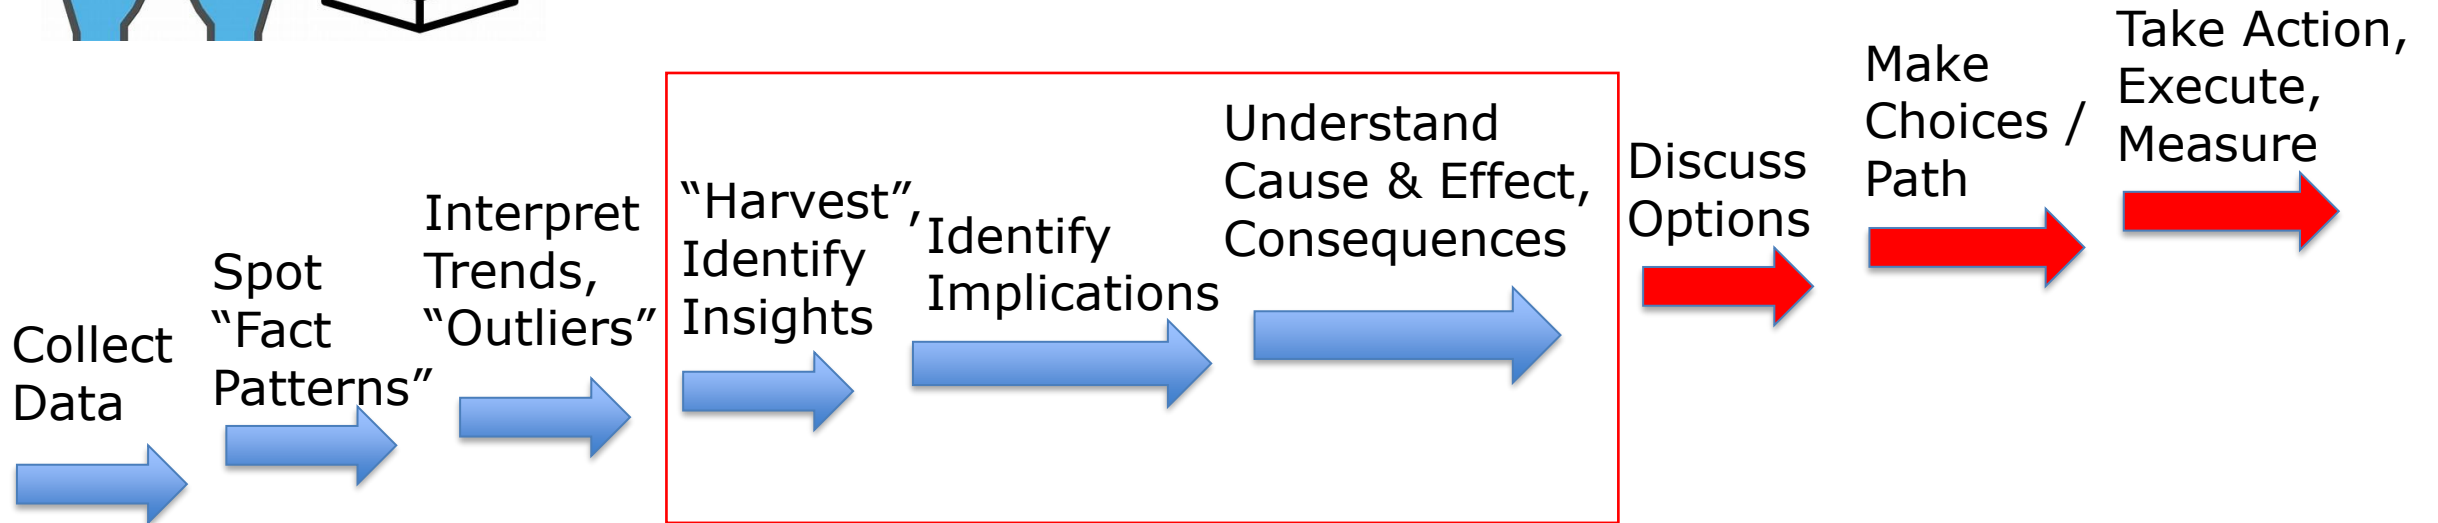 Collect
Data
Spot
“Fact
Patterns”
Interpret
Trends,
“Outliers”
“Harvest”,
Identify
Insights
Identify
Implications
Understand
Cause & Effect,
Consequences
Discuss
Options
Make
Choices /
Path
Take Action,
Execute,
Measure